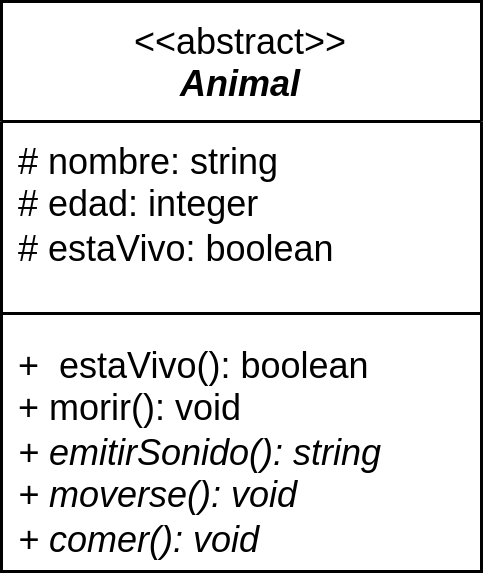 <<abstract>>
Animal
# nombre: string
# edad: integer
# estaVivo: boolean
+ estaVivo(): boolean
+ morir(): void
+ emitirSonido(): string
+ moverse(): void
+ comer(): void